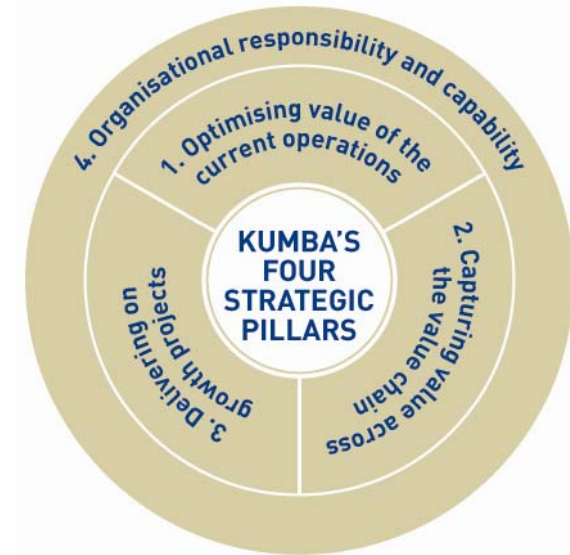 4. Organisational responsibility and capability
1. Optimising value of the
current operations
KUMBA'S
FOUR
STRATEGIC
PILLARS
2. Capturing value across
the value chain
3. Delivering on
growth projects